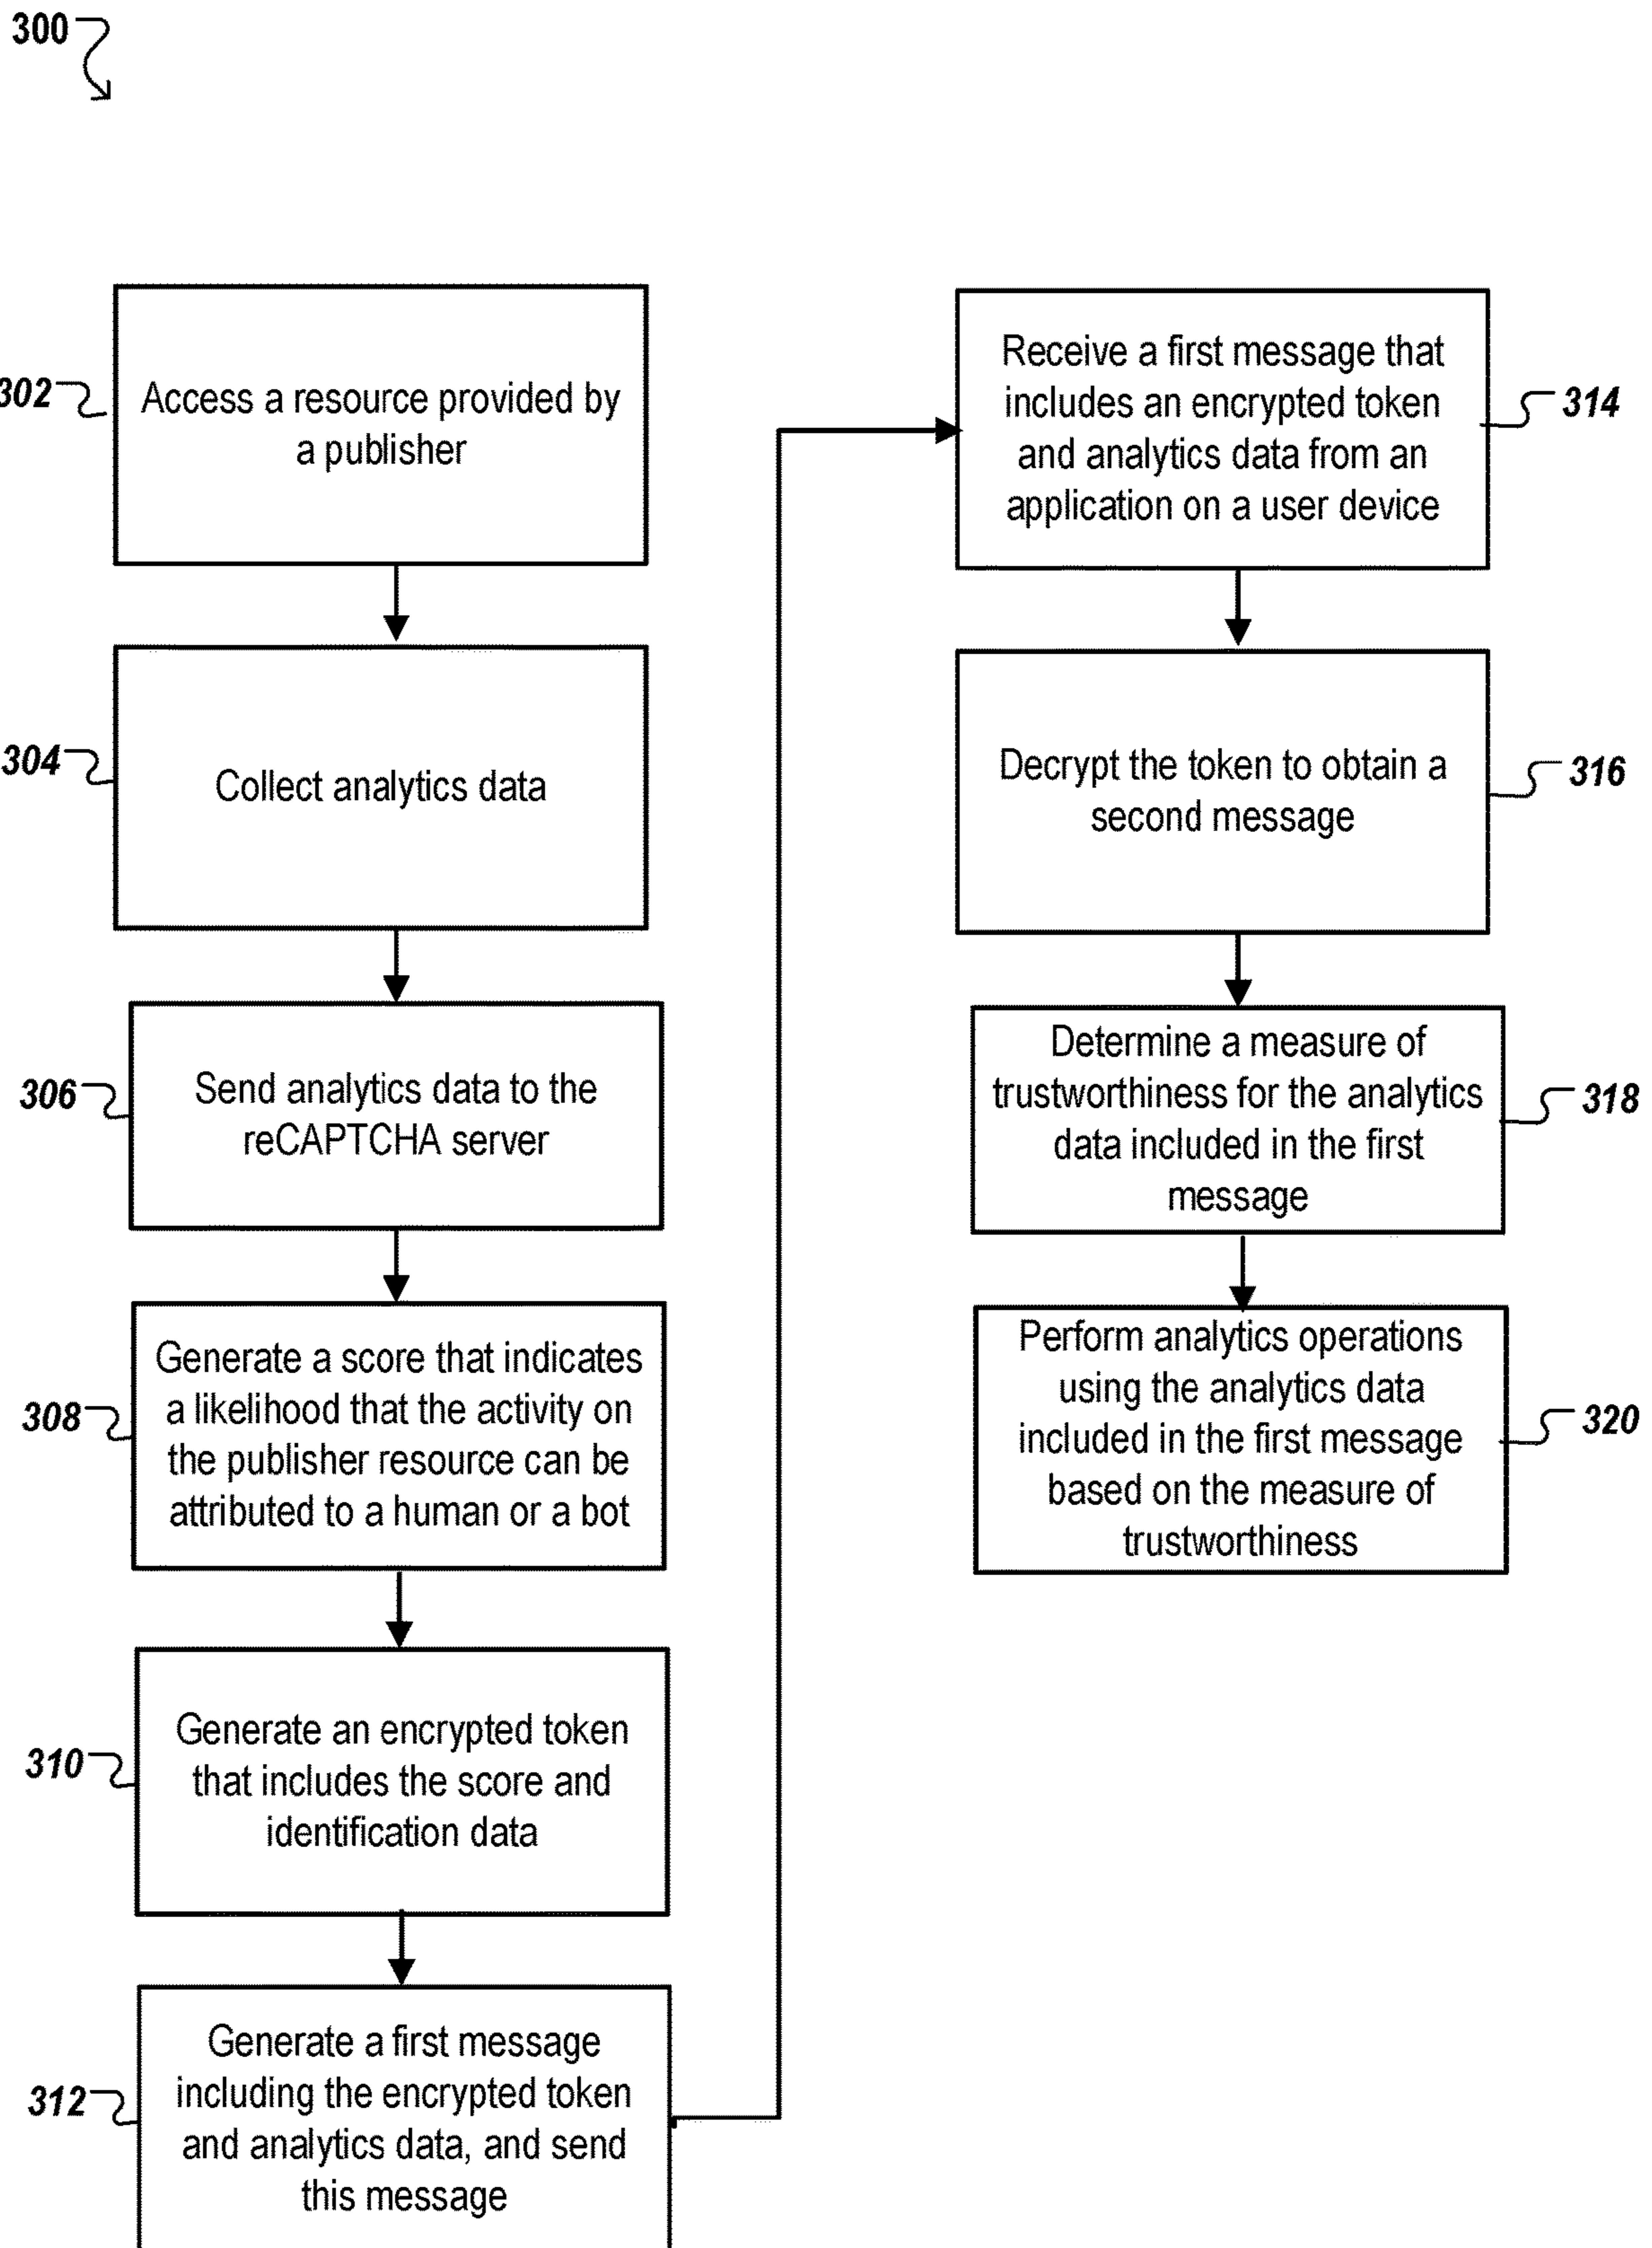 300
302
Access a resource provided by
a publisher
304
Collect analytics data
306
Send analytics data to the
reCAPTCHA server
308
Generate a score that indicates
a likelihood that the activity on
the publisher resource can be
attributed to a human or a bot
310
Generate an encrypted token
that includes the score and
identification data
312
Generate a first message
including the encrypted token
and analytics data, and send
this message
Receive a first message that
includes an encrypted token
and analytics data from an
application on a user device
314
Decrypt the token to obtain a
second message
316
Determine a measure of
trustworthiness for the analytics
data included in the first
message
318
Perform analytics operations
using the analytics data
included in the first message
based on the measure of
trustworthiness
320